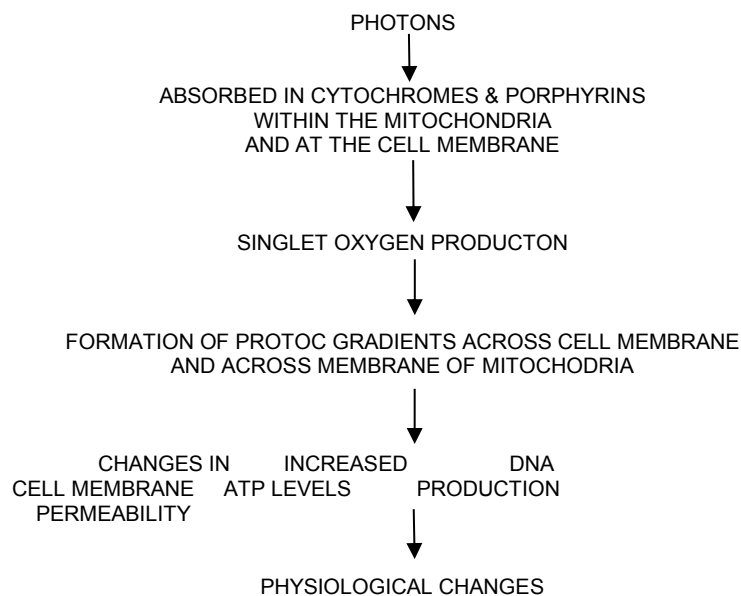 PHOTONS
ABSORBED IN CYTOCHROMES & PORPHYRINS
WITHIN THE MITOCHONDRIA
AND AT THE CELL MEMBRANE
SINGLET OXYGEN PRODUCTON
FORMATION OF PROTOC GRADIENTS ACROSS CELL MEMBRANE
AND ACROSS MEMBRANE OF MITOCHODRIA
CHANGES IN INCREASED DNA
CELL MEMBRANE ATP LEVELS PRODUCTION
PERMEABILITY
PHYSIOLOGICAL CHANGES